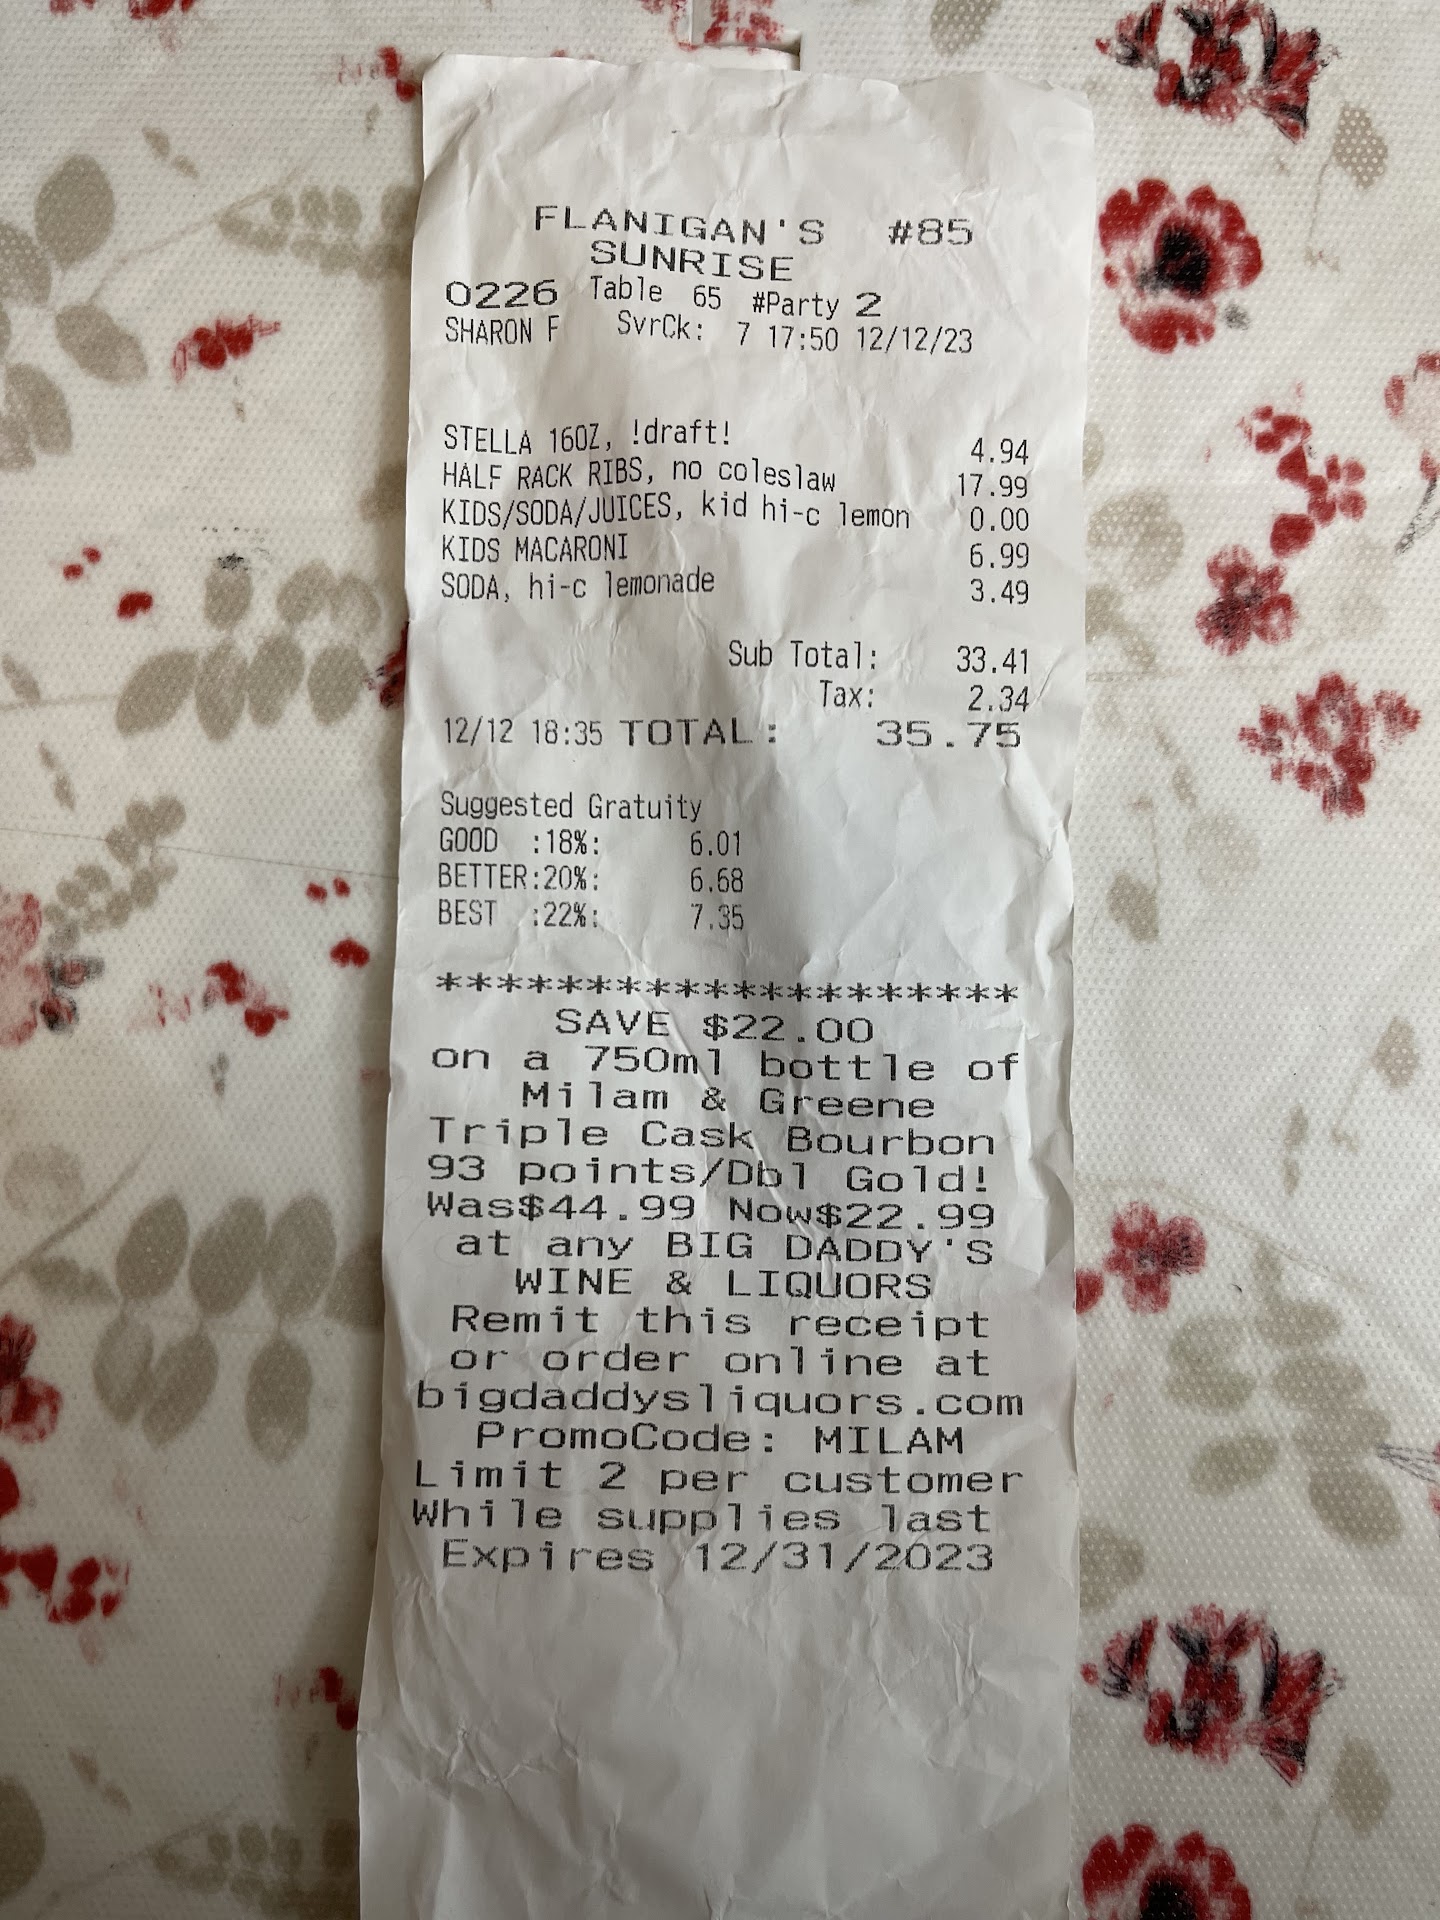 FLANIGAN'S #85
SUNRISE
0226 Table 65 #Party 2
SHARON F SvrCk: 7 17:50 12/12/23
STELLA 16OZ, !draft! 4.94
HALF RACK RIBS, no coleslaw 17.99
KIDS/SODA/JUICES, kid hi-c lemon 0.00
KIDS MACARONI 6.99
SODA, hi-c lemonade 3.49
Sub Total: 33.41
Tax: 2.34
12/12 18:35 TOTAL: 35.75
Suggested Gratuity
GOOD :18%: 6.01
BETTER:20%: 6.68
BEST :22%: 7.35
********************
SAVE $22.00
on a 750ml bottle of
Milam & Greene
Triple Cask Bourbon
93 points/Dbl Gold!
Was$44.99 Now$22.99
at any BIG DADDY'S
WINE & LIQUORS
Remit this receipt
or order online at
bigdaddysliquors.com
PromoCode: MILAM
Limit 2 per customer
While supplies last
Expires 12/31/2023